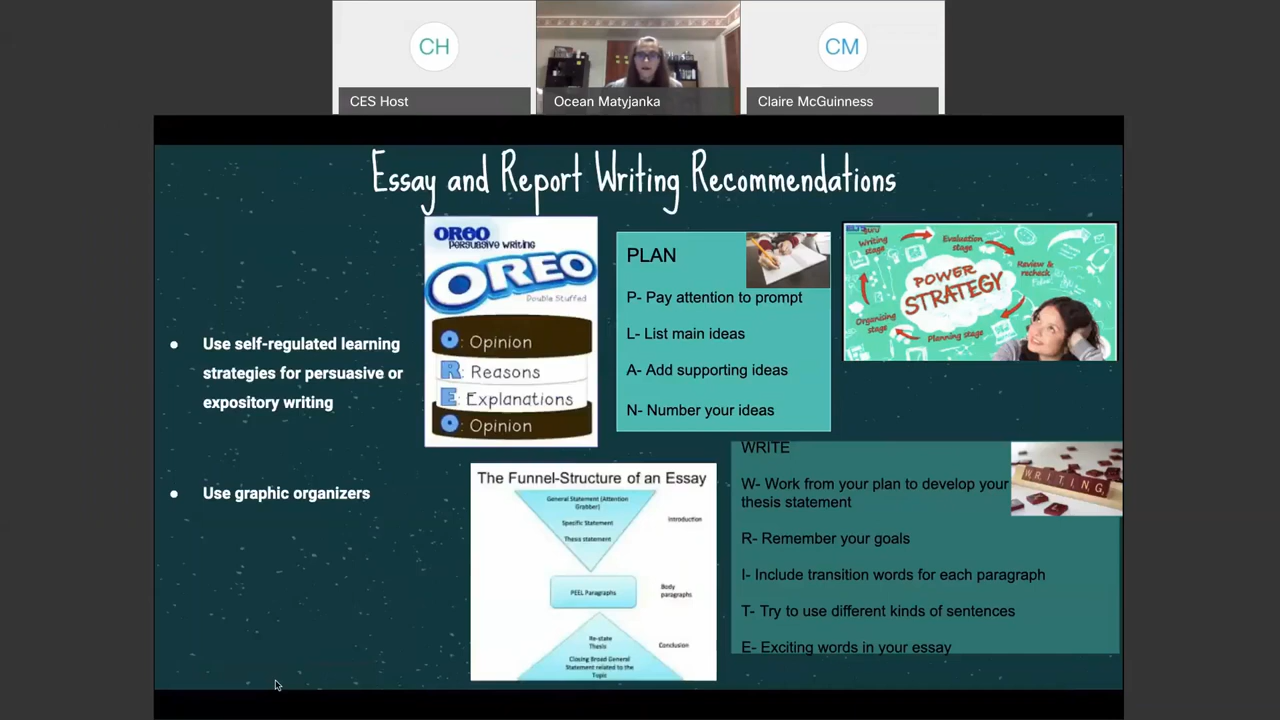 CH
CM
CES Host
Ocean Matyjanka
Claire McGuinness
Essay and Report Writing Recommendations
● Use self-regulated learning
strategies for persuasive or
expository writing
● Use graphic organizers
OREO
Persuasive writing
OREO
Double Stuffed
O: Opinion
R: Reasons
E: Explanations
O: Opinion
PLAN
P- Pay attention to prompt
L- List main ideas
A- Add supporting ideas
N- Number your ideas
Writing
stage
Evaluation
stage
Review &
recheck
POWER
STRATEGY
Organising
stage
Planning stage
The Funnel-Structure of an Essay
General Statement (Attention
Grabber)
Specific Statement
Thesis statement
Introduction
PEEL Paragraphs
Body
paragraphs
Re-state
Thesis
Conclusion
Closing Broad General
Statement related to the
Topic
WRITE
WRITING
W- Work from your plan to develop your
thesis statement
R- Remember your goals
I- Include transition words for each paragraph
T- Try to use different kinds of sentences
E- Exciting words in your essay